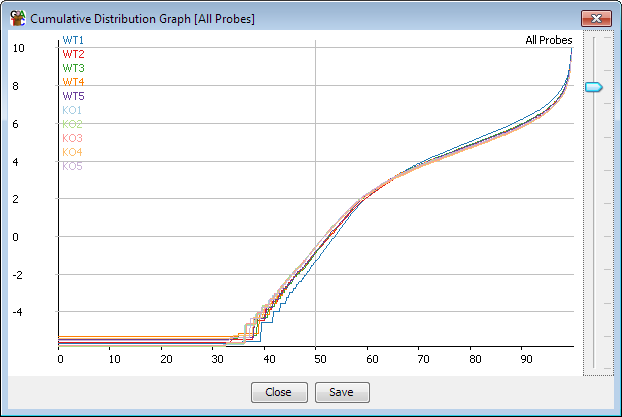 Cumulative Distribution Graph [All Probes]
All Probes
10
8
6
4
2
0
-2
-4
WT1
WT2
WT3
WT4
WT5
KO1
KO2
KO3
KO4
KO5
0 10 20 30 40 50 60 70 80 90
Close Save